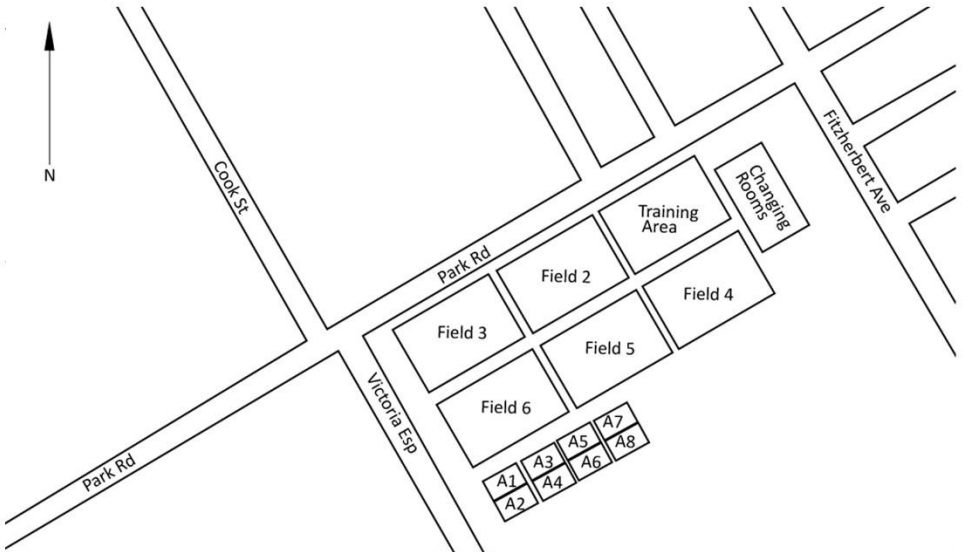 N
Cook St
Fitzherbert Ave
Changing
Rooms
Training
Area
Park Rd
Field 2
Field 4
Field 3
Field 5
Victoria Esp
Field 6
A7
A5
A8
A3
A6
A1
A4
A2
Park Rd